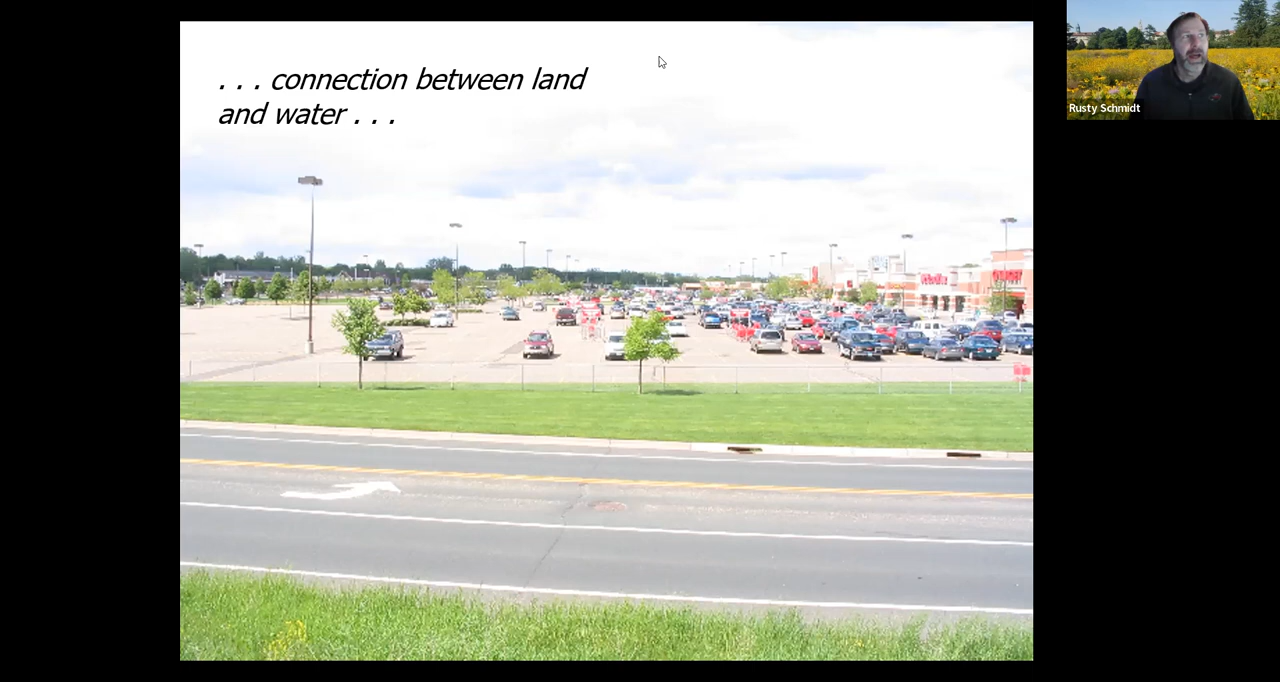 . . . connection between land
and water . . .
Rusty Schmidt